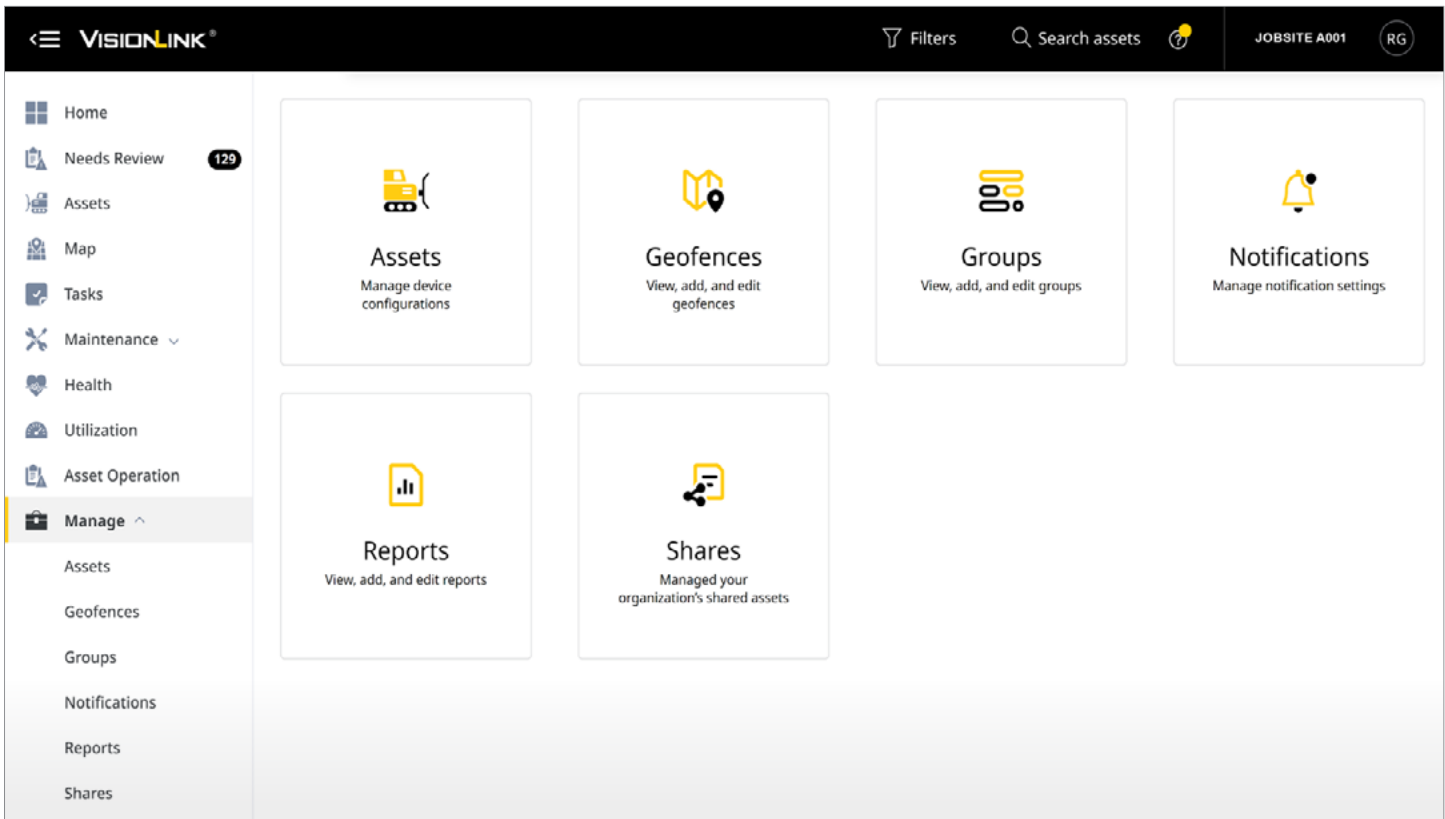 VISIONLINK®
Filters
Search assets
?
JOBSITE A001
RG
Home
Needs Review 129
Assets
Map
Tasks
Maintenance
Health
Utilization
Asset Operation
Manage
Assets
Geofences
Groups
Notifications
Reports
Shares
Assets
Manage device
configurations
Geofences
View, add, and edit
geofences
Groups
View, add, and edit groups
Notifications
Manage notification settings
Reports
View, add, and edit reports
Shares
Managed your
organization's shared assets